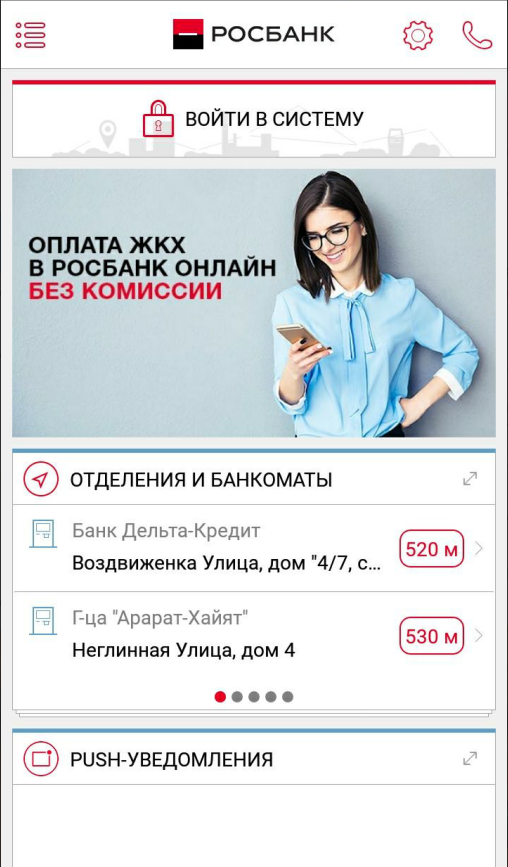 РОСБАНК
ВОЙТИ В СИСТЕМУ
ОПЛАТА ЖКХ
В РОСБАНК ОНЛАЙН
БЕЗ КОМИССИИ
ОТДЕЛЕНИЯ И БАНКОМАТЫ
Банк Дельта-Кредит
Воздвиженка Улица, дом "4/7, с...
520 м
Г-ца "Арарат-Хайят"
Неглинная Улица, дом 4
530 м
PUSH-УВЕДОМЛЕНИЯ